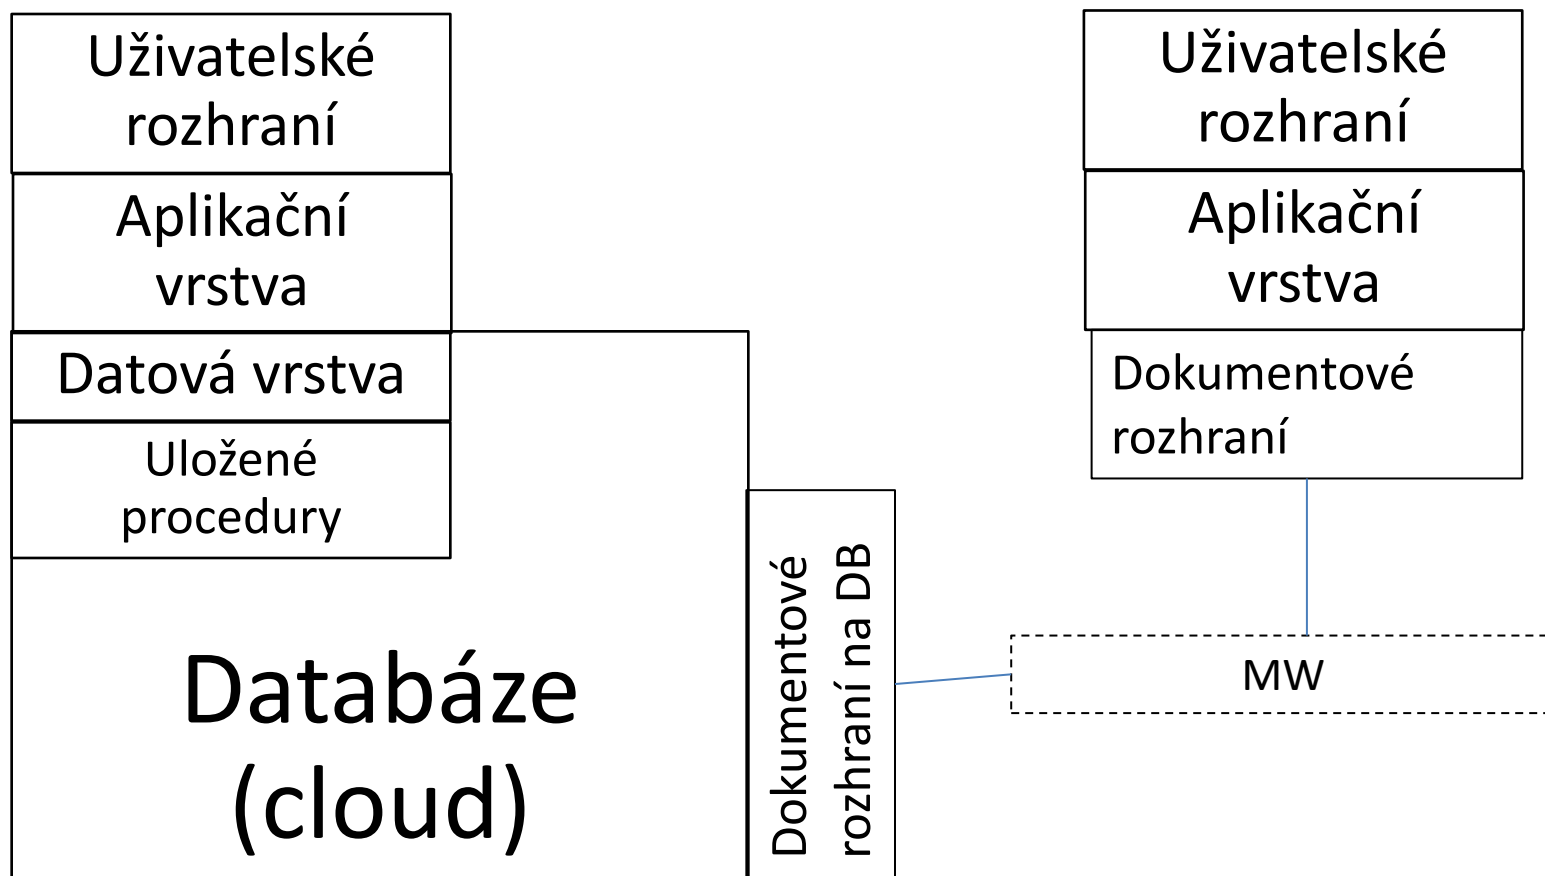 Uživatelské
rozhraní
Aplikační
vrstva
Datová vrstva
Uložené
procedury
Databáze
(cloud)
Dokumentové
rozhraní na DB
Uživatelské
rozhraní
Aplikační
vrstva
Dokumentové
rozhraní
MW